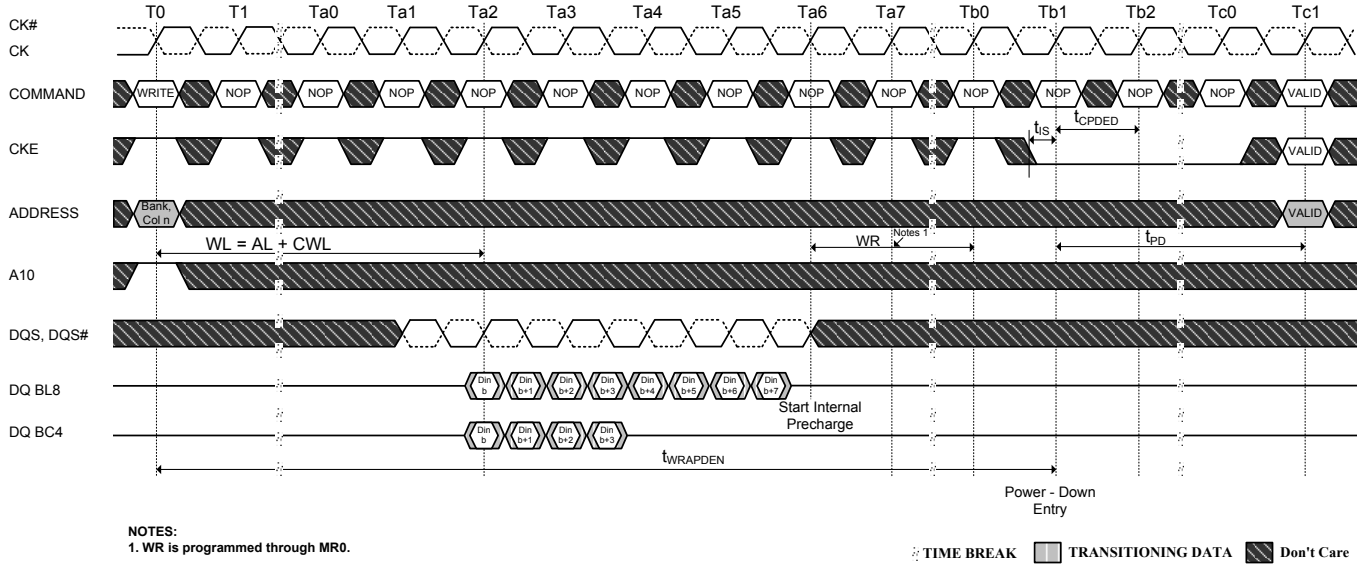 T0 T1 Ta0 Ta1 Ta2 Ta3 Ta4 Ta5 Ta6 Ta7 Tb0 Tb1 Tb2 Tc0 Tc1
CK#
CK
COMMAND WRITE NOP NOP NOP NOP NOP NOP NOP NOP NOP NOP NOP NOP NOP VALID
tIS tCPDED
CKE VALID
ADDRESS Bank, Col n VALID
WL = AL + CWL WR Notes 1 tPD
A10
DQS, DQS#
DQ BL8 Din b Din b+1 Din b+2 Din b+3 Din b+4 Din b+5 Din b+6 Din b+7
Start Internal
Precharge
DQ BC4 Din b Din b+1 Din b+2 Din b+3
tWRAPDEN
Power - Down
Entry
NOTES:
1. WR is programmed through MR0.
TIME BREAK TRANSITIONING DATA Don't Care